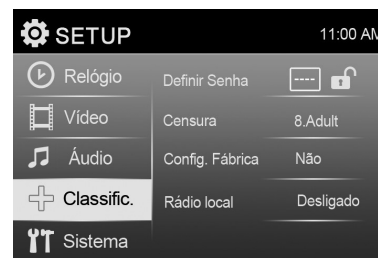 SETUP 11:00 AM
Relógio
Vídeo
Áudio
Classific.
Sistema
Definir Senha ----
Censura 8.Adult
Config. Fábrica Não
Rádio local Desligado